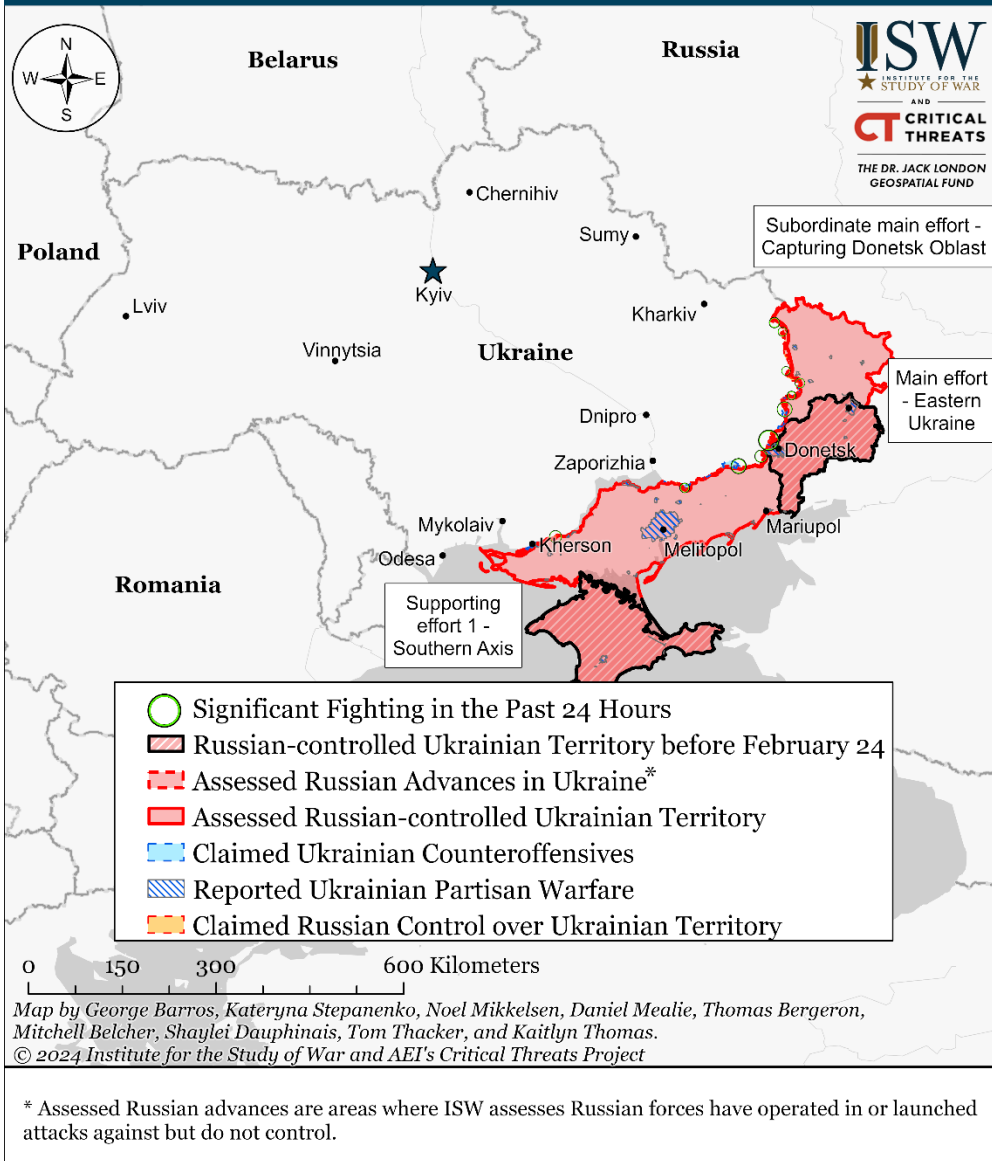 N
W
E
S
Belarus
Russia
ISW
INSTITUTE FOR THE
STUDY OF WAR
AND
CT CRITICAL
THREATS
THE DR. JACK LONDON
GEOSPATIAL FUND
Chernihiv
Sumy
Subordinate main effort -
Capturing Donetsk Oblast
Poland
Kyiv
Lviv
Kharkiv
Vinnytsia
Ukraine
Main effort
- Eastern
Ukraine
Dnipro
Donetsk
Zaporizhia
Mykolaiv
Mariupol
Kherson
Melitopol
Odesa
Romania
Supporting
effort 1 -
Southern Axis
Significant Fighting in the Past 24 Hours
Russian-controlled Ukrainian Territory before February 24
Assessed Russian Advances in Ukraine*
Assessed Russian-controlled Ukrainian Territory
Claimed Ukrainian Counteroffensives
Reported Ukrainian Partisan Warfare
Claimed Russian Control over Ukrainian Territory
0 150 300 600 Kilometers
Map by George Barros, Kateryna Stepanenko, Noel Mikkelsen, Daniel Mealie, Thomas Bergeron,
Mitchell Belcher, Shaylei Dauphinais, Tom Thacker, and Kaitlyn Thomas.
© 2024 Institute for the Study of War and AEI's Critical Threats Project
* Assessed Russian advances are areas where ISW assesses Russian forces have operated in or launched
attacks against but do not control.